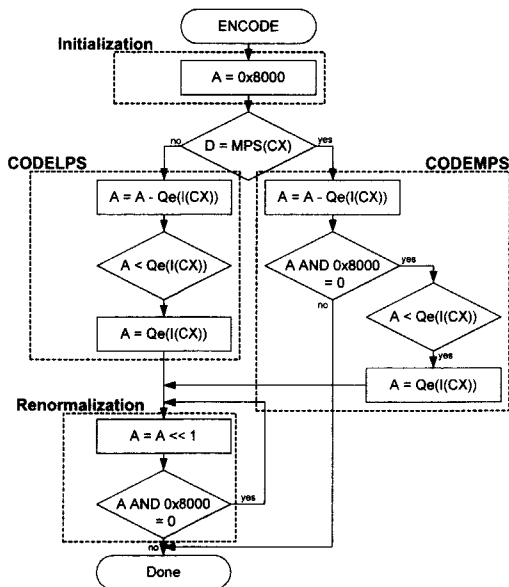 ENCODE
Initialization
A = 0x8000
no
D = MPS(CX)
yes
CODELPS
CODEMPS
A = A - Qe(I(CX))
A = A - Qe(I(CX))
A < Qe(I(CX))
A AND 0x8000
= 0
yes
no
A < Qe(I(CX))
A = Qe(I(CX))
yes
A = Qe(I(CX))
Renormalization
A = A << 1
A AND 0x8000
= 0
yes
no
Done